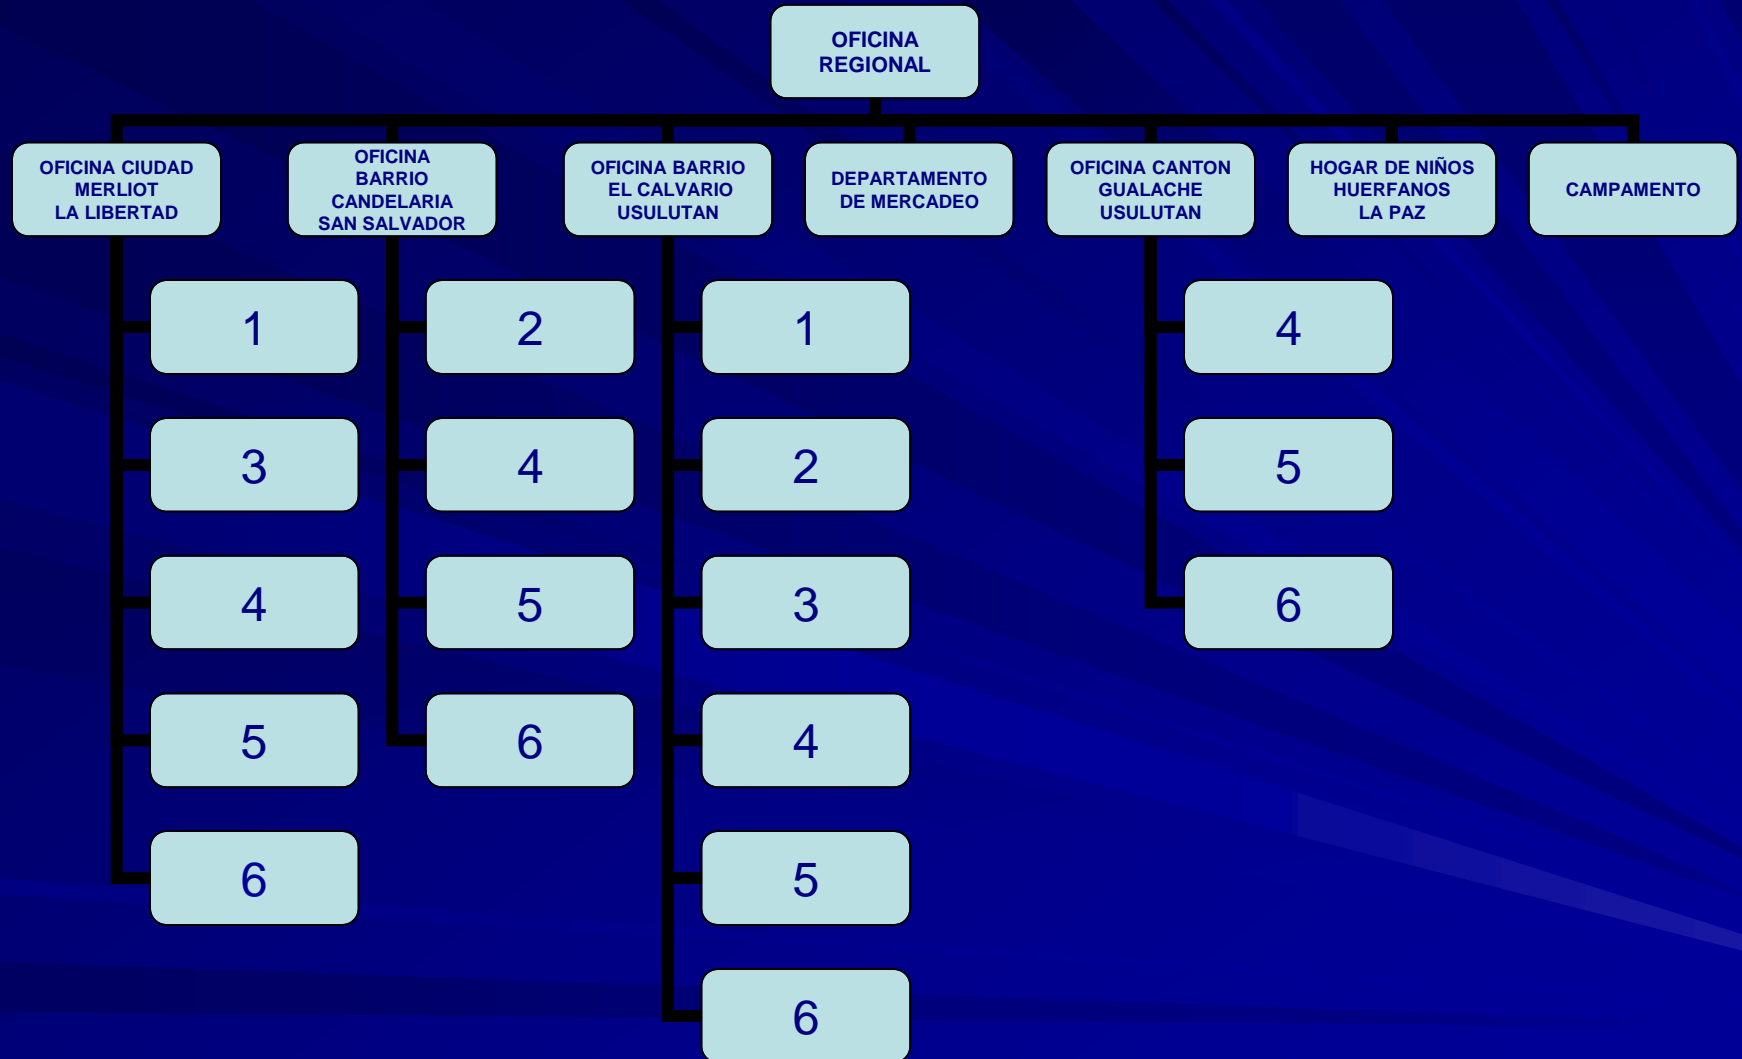 OFICINA
REGIONAL
OFICINA CIUDAD
MERLIOT
LA LIBERTAD
OFICINA
BARRIO
CANDELARIA
SAN SALVADOR
OFICINA BARRIO
EL CALVARIO
USULUTAN
DEPARTAMENTO
DE MERCADEO
OFICINA CANTON
GUALACHE
USULUTAN
HOGAR DE NIÑOS
HUERFANOS
LA PAZ
CAMPAMENTO
1
3
4
5
6
2
4
5
6
1
2
3
4
5
6
4
5
6